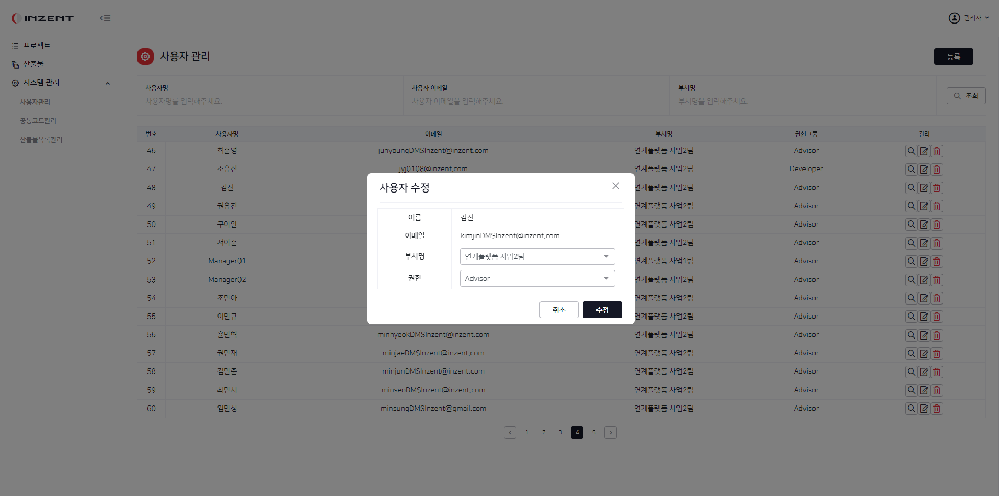 INZENT
관리자
프로젝트
산출물
시스템 관리
사용자관리
공통코드관리
산출물목록관리
사용자 관리
등록
사용자명
사용자명를 입력해주세요.
사용자 이메일
사용자 이메일을 입력해주세요.
부서명
부서명을 입력해주세요.
조회
번호 사용자명 이메일 부서명 권한그룹 관리
46 최준영 junyoungDMSInzent@inzent.com 연계플랫폼 사업2팀 Advisor
47 조유진 jyj0108@inzent.com 연계플랫폼 사업2팀 Developer
48 김진 연계플랫폼 사업2팀 Advisor
49 권유진 연계플랫폼 사업2팀 Advisor
50 구이안 연계플랫폼 사업2팀 Advisor
51 서이준 연계플랫폼 사업2팀 Advisor
52 Manager01 연계플랫폼 사업1팀 Advisor
53 Manager02 연계플랫폼 사업2팀 Advisor
54 조민아 연계플랫폼 사업2팀 Advisor
55 이민규 연계플랫폼 사업2팀 Advisor
56 윤민혁 minhyeokDMSInzent@inzent.com 연계플랫폼 사업2팀 Advisor
57 권민재 minjaeDMSInzent@inzent.com 연계플랫폼 사업2팀 Advisor
58 김민준 minjunDMSInzent@inzent.com 연계플랫폼 사업2팀 Advisor
59 최민서 minseoDMSInzent@inzent.com 연계플랫폼 사업2팀 Advisor
60 임민성 minsungDMSInzent@gmail.com 연계플랫폼 사업2팀 Advisor
1 2 3 4 5
사용자 수정
이름 김진
이메일 kimjinDMSInzent@inzent.com
부서명 연계플랫폼 사업2팀
권한 Advisor
취소 수정